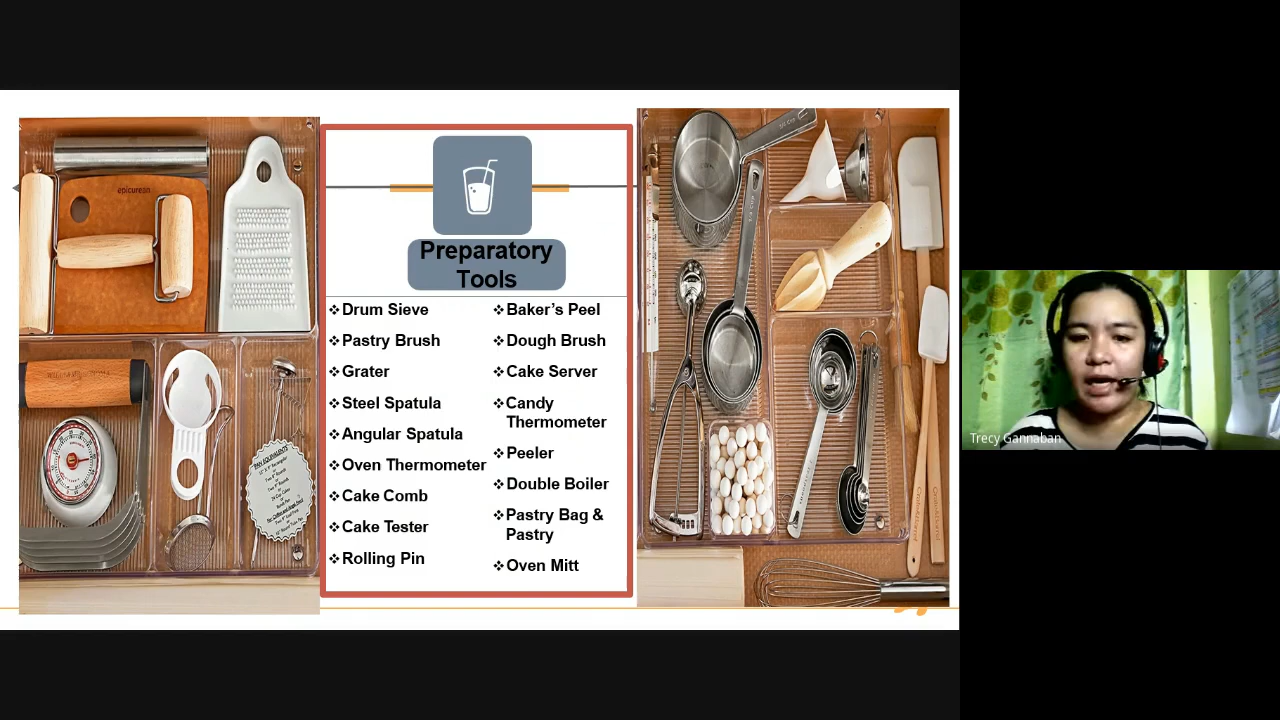 epicurean
Preparatory
Tools
❖Drum Sieve
❖Pastry Brush
❖Grater
❖Steel Spatula
❖Angular Spatula
❖Oven Thermometer
❖Cake Comb
❖Cake Tester
❖Rolling Pin
❖Baker's Peel
❖Dough Brush
❖Cake Server
❖Candy
Thermometer
❖Peeler
❖Double Boiler
❖Pastry Bag &
Pastry
❖Oven Mitt
PAN EQUIVALENTS
Trecy Gannaban